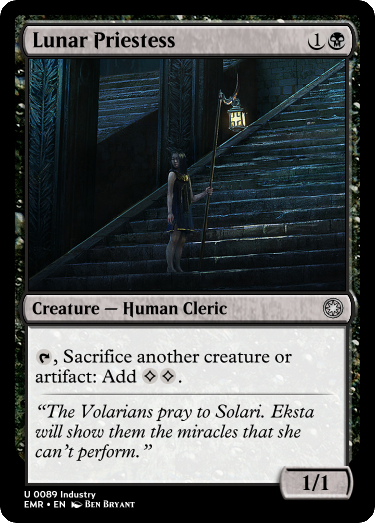 Lunar Priestess 1
Creature — Human Cleric
, Sacrifice another creature or
artifact: Add .
“The Volarians pray to Solari. Eksta
will show them the miracles that she
can’t perform.”
1/1
U 0089 Industry
EMR • EN Ben Bryant